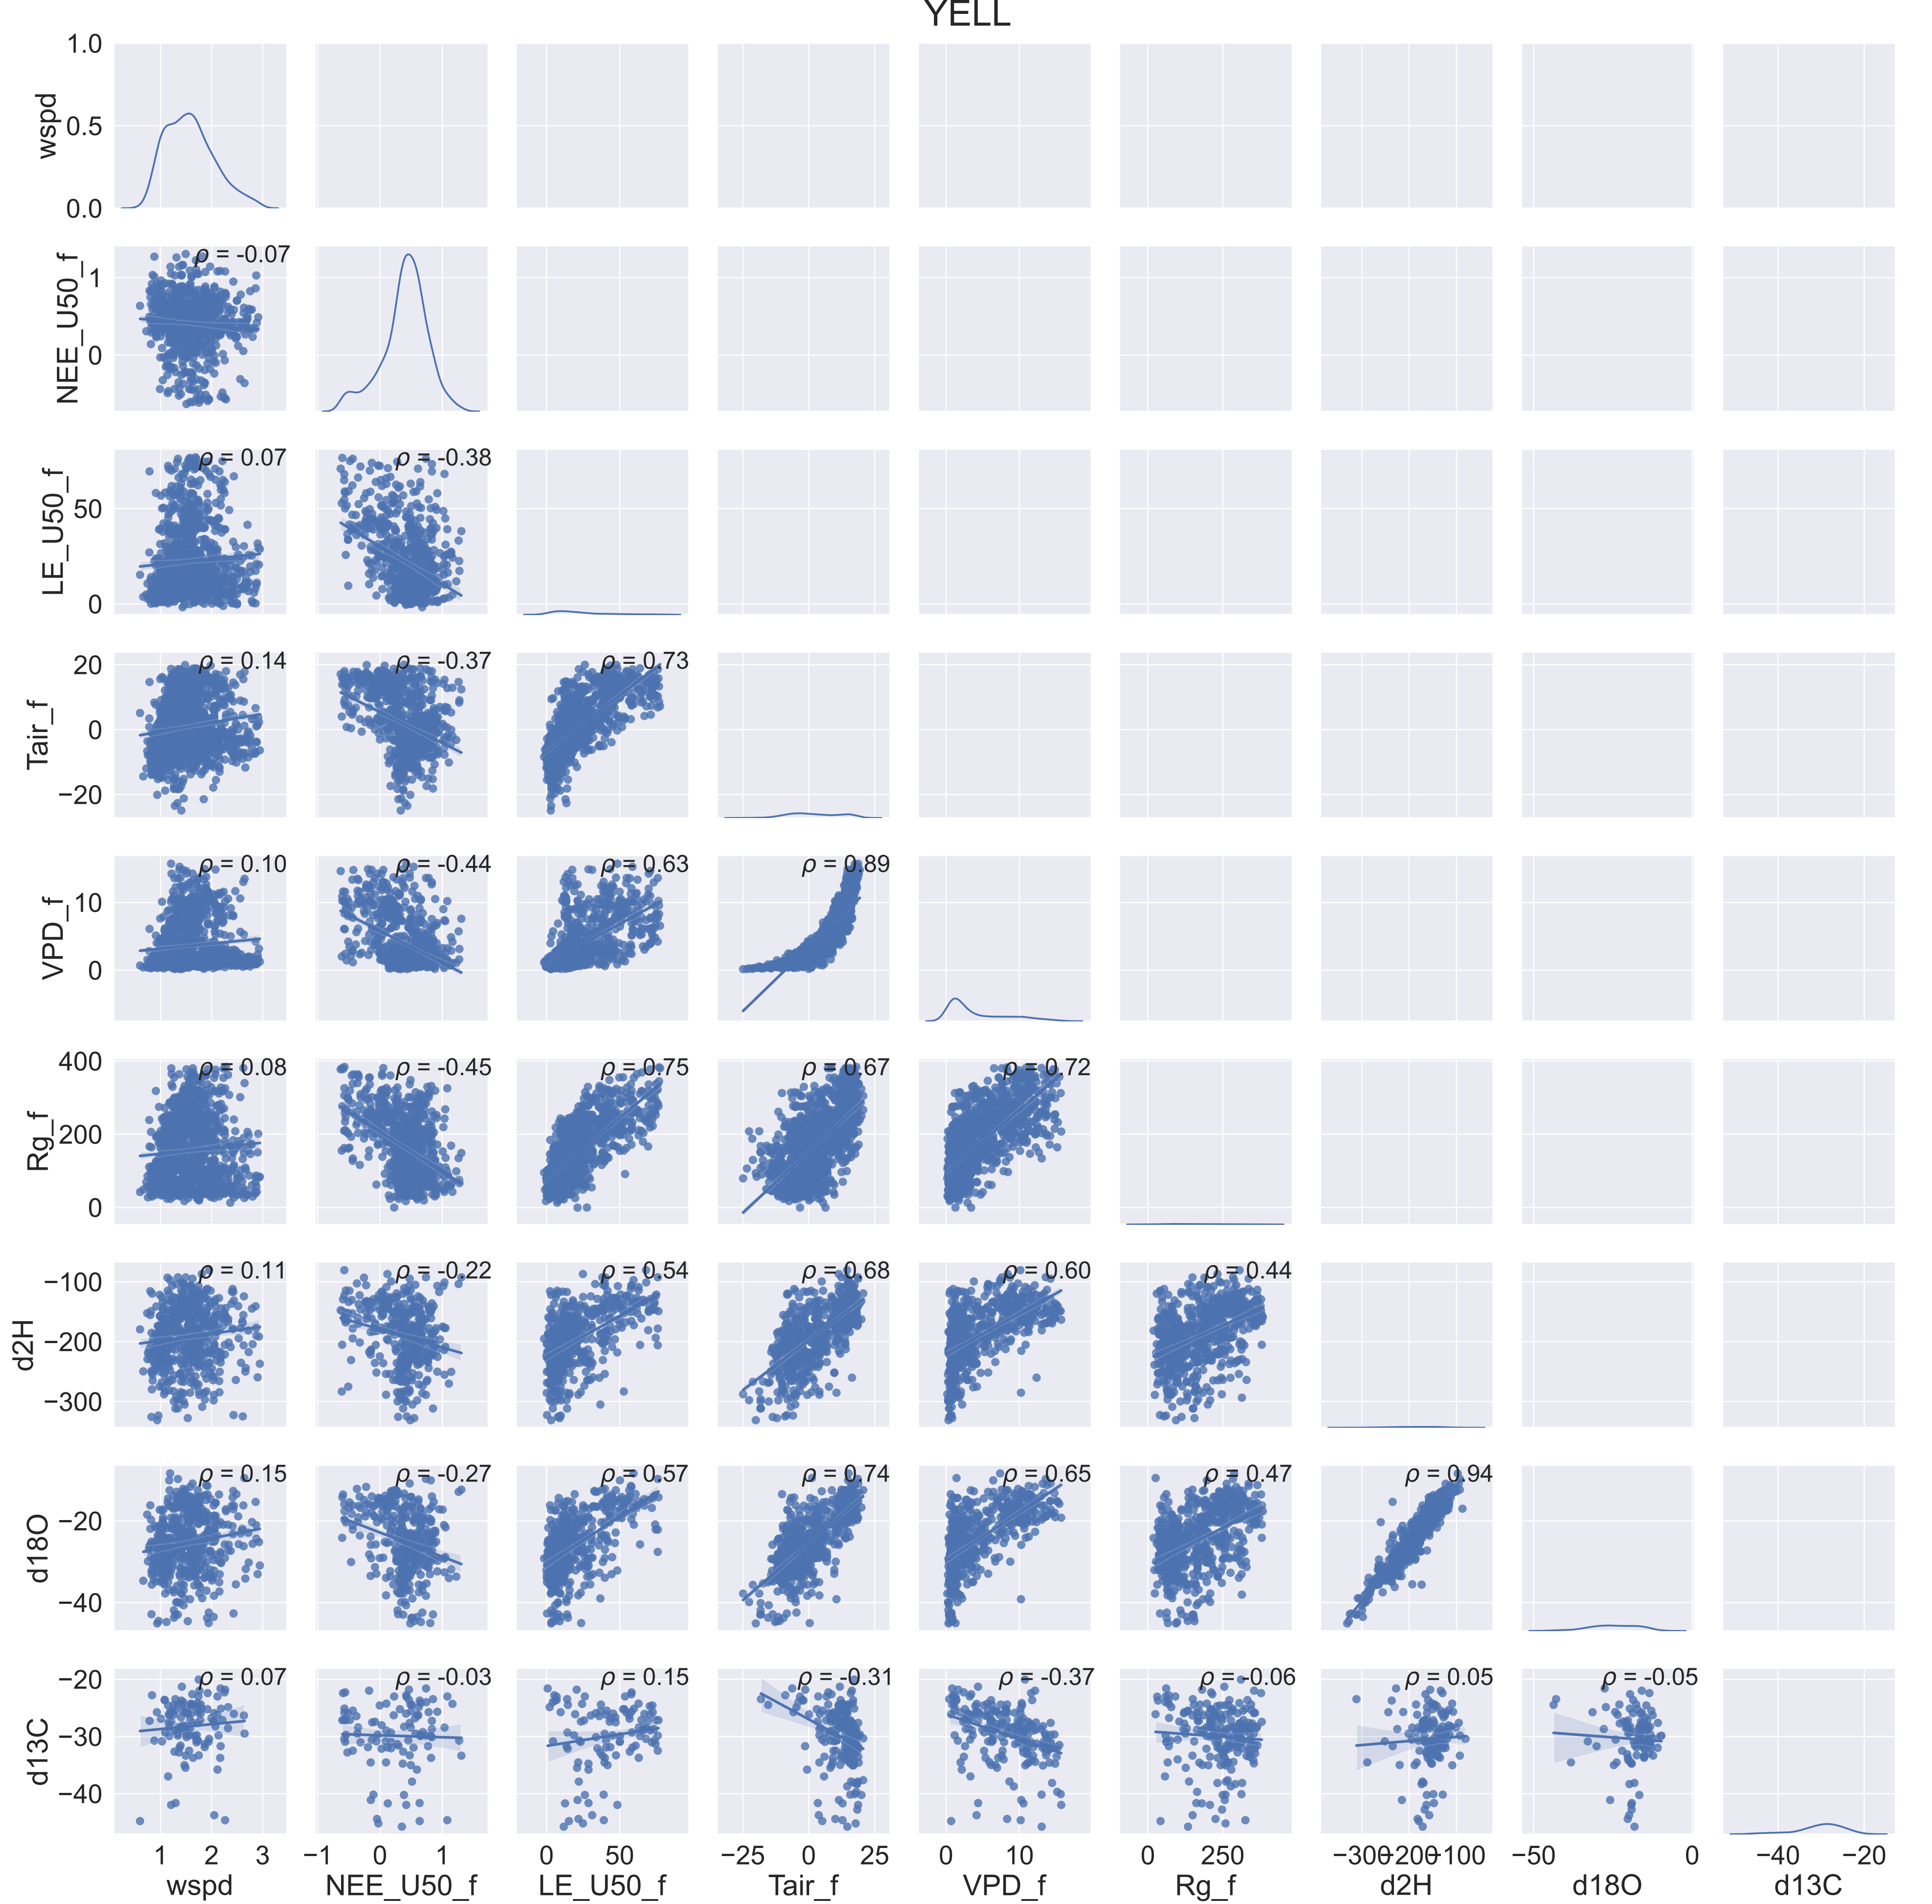 YELL
1.0
0.5
0.0
wspd
ρ = -0.07
1
0
NEE_U50_f
ρ = 0.07
ρ = -0.38
50
0
LE_U50_f
ρ = 0.14
ρ = -0.37
ρ = 0.73
20
0
−20
Tair_f
ρ = 0.10
ρ = -0.44
ρ = 0.63
ρ = 0.89
10
0
VPD_f
ρ = 0.08
ρ = -0.45
ρ = 0.75
ρ = 0.67
ρ = 0.72
400
200
0
Rg_f
ρ = 0.11
ρ = -0.22
ρ = 0.54
ρ = 0.68
ρ = 0.60
ρ = 0.44
−100
−200
−300
d2H
ρ = 0.15
ρ = -0.27
ρ = 0.57
ρ = 0.74
ρ = 0.65
ρ = 0.47
ρ = 0.94
−20
−40
d18O
ρ = 0.07
ρ = -0.03
ρ = 0.15
ρ = -0.31
ρ = -0.37
ρ = -0.06
ρ = 0.05
ρ = -0.05
−20
−30
−40
d13C
1 2 3
−1 0 1
0 50
−25 0 25
0 10
0 250
−300 −200 −100
−50 0
−40 −20
wspd
NEE_U50_f
LE_U50_f
Tair_f
VPD_f
Rg_f
d2H
d18O
d13C